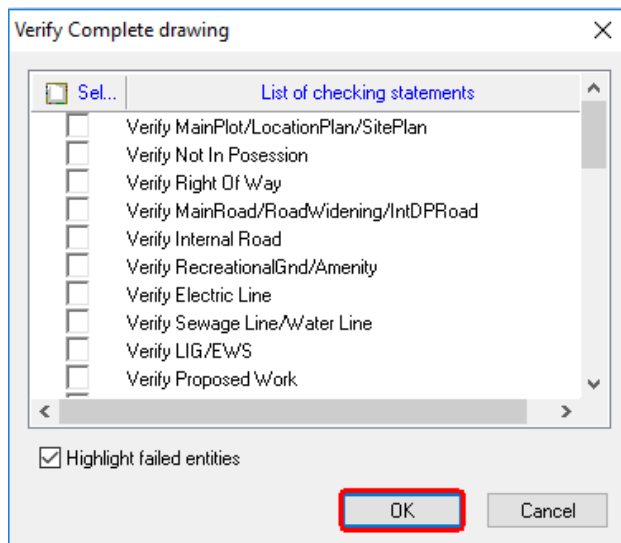 Verify Complete drawing
Sel... List of checking statements
Verify MainPlot/LocationPlan/SitePlan
Verify Not In Posession
Verify Right Of Way
Verify MainRoad/RoadWidening/IntDPRoad
Verify Internal Road
Verify RecreationalGnd/Amenity
Verify Electric Line
Verify Sewage Line/Water Line
Verify LIG/EWS
Verify Proposed Work
Highlight failed entities
OK Cancel